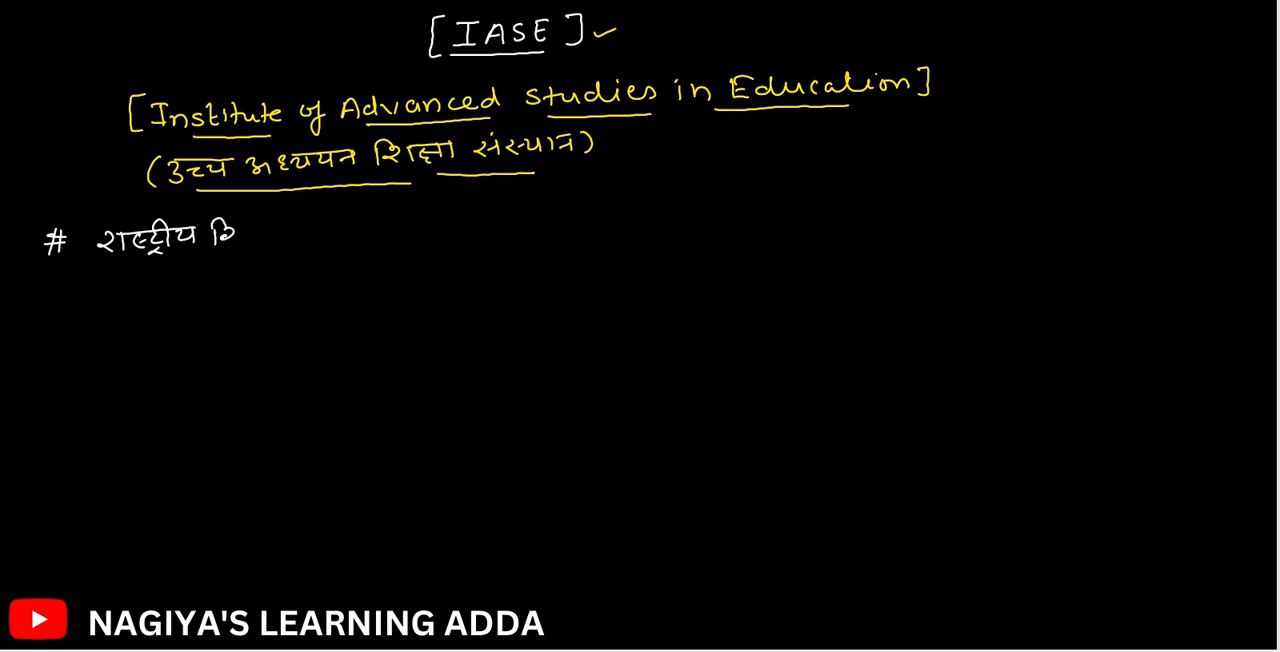 [IASE]
[Institute of Advanced Studies in Education]
(उच्च अध्ययन शिक्षा संस्थान)
# राष्ट्रीय
NAGIYA'S LEARNING ADDA